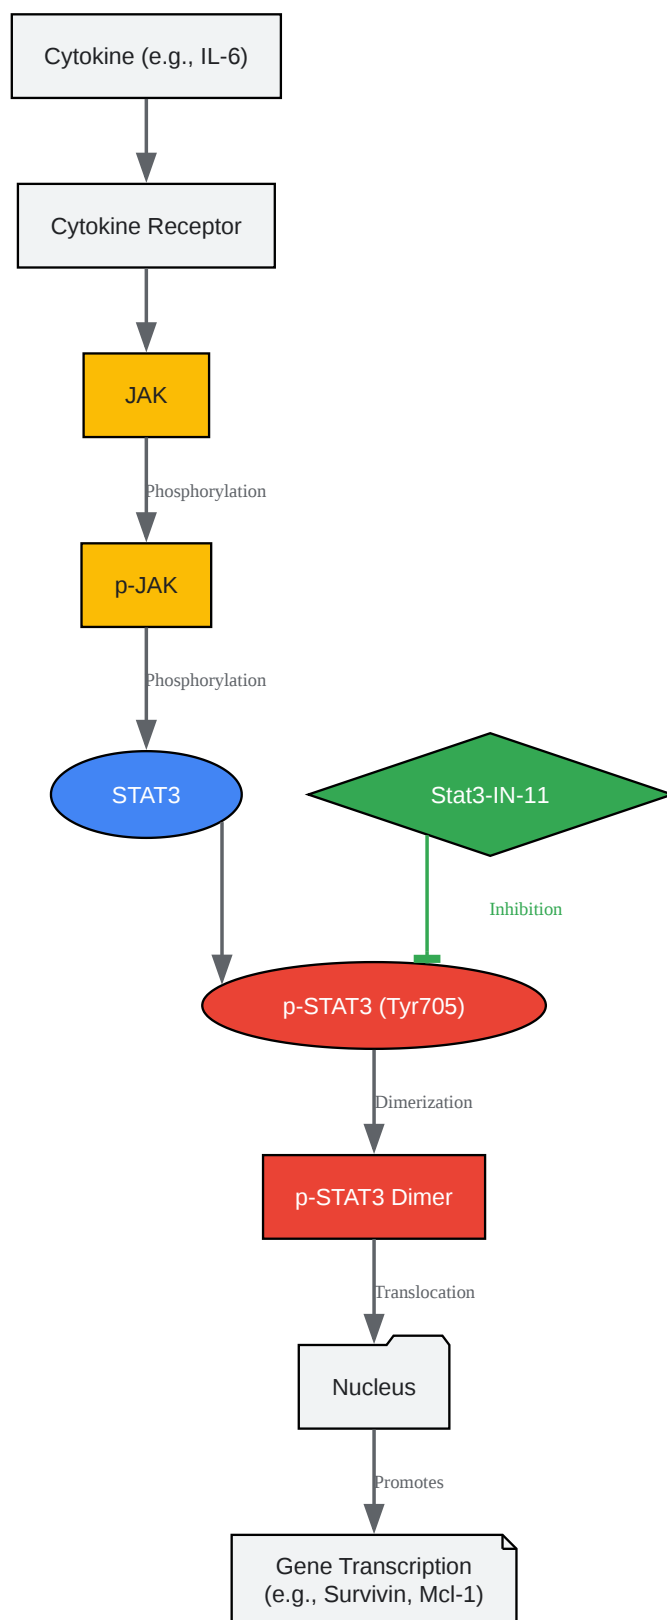 Cytokine (e.g., IL-6)
Cytokine Receptor
JAK
Phosphorylation
p-JAK
Phosphorylation
STAT3
Stat3-IN-11
Inhibition
p-STAT3 (Tyr705)
Dimerization
p-STAT3 Dimer
Translocation
Nucleus
Promotes
Gene Transcription
(e.g., Survivin, Mcl-1)